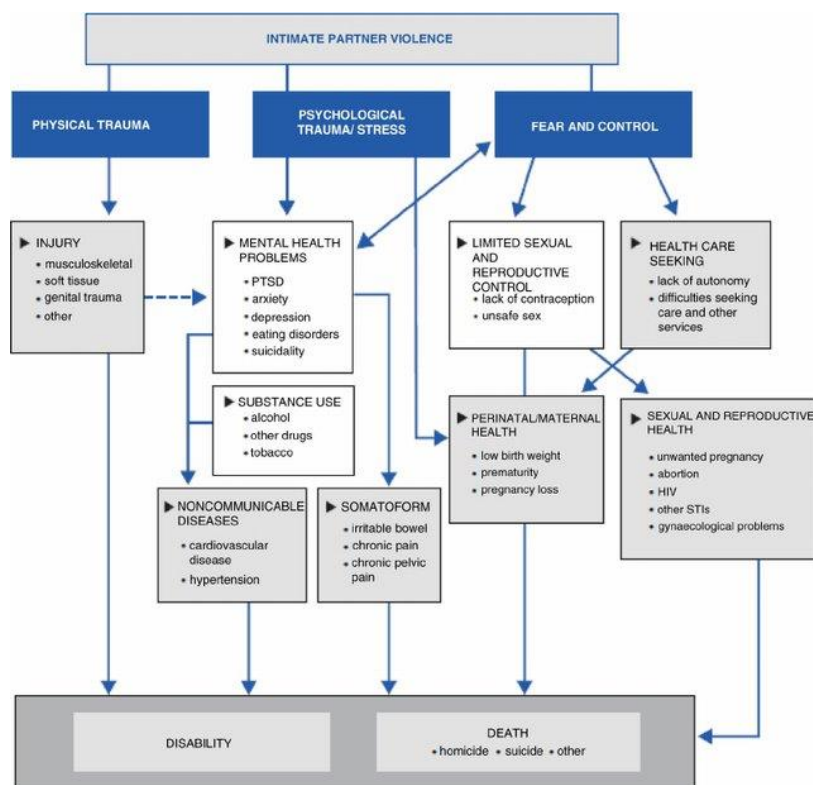 INTIMATE PARTNER VIOLENCE
PHYSICAL TRAUMA
PSYCHOLOGICAL
TRAUMA/ STRESS
FEAR AND CONTROL
INJURY
• musculoskeletal
• soft tissue
• genital trauma
• other
MENTAL HEALTH
PROBLEMS
• PTSD
• anxiety
• depression
• eating disorders
• suicidality
LIMITED SEXUAL
AND
REPRODUCTIVE
CONTROL
• lack of contraception
• unsafe sex
HEALTH CARE
SEEKING
• lack of autonomy
• difficulties seeking
care and other
services
SUBSTANCE USE
• alcohol
• other drugs
• tobacco
PERINATAL/MATERNAL
HEALTH
• low birth weight
• prematurity
• pregnancy loss
SEXUAL AND REPRODUCTIVE
HEALTH
• unwanted pregnancy
• abortion
• HIV
• other STIs
• gynaecological problems
NONCOMMUNICABLE
DISEASES
• cardiovascular
disease
• hypertension
SOMATOFORM
• irritable bowel
• chronic pain
• chronic pelvic
pain
DISABILITY
DEATH
• homicide • suicide • other